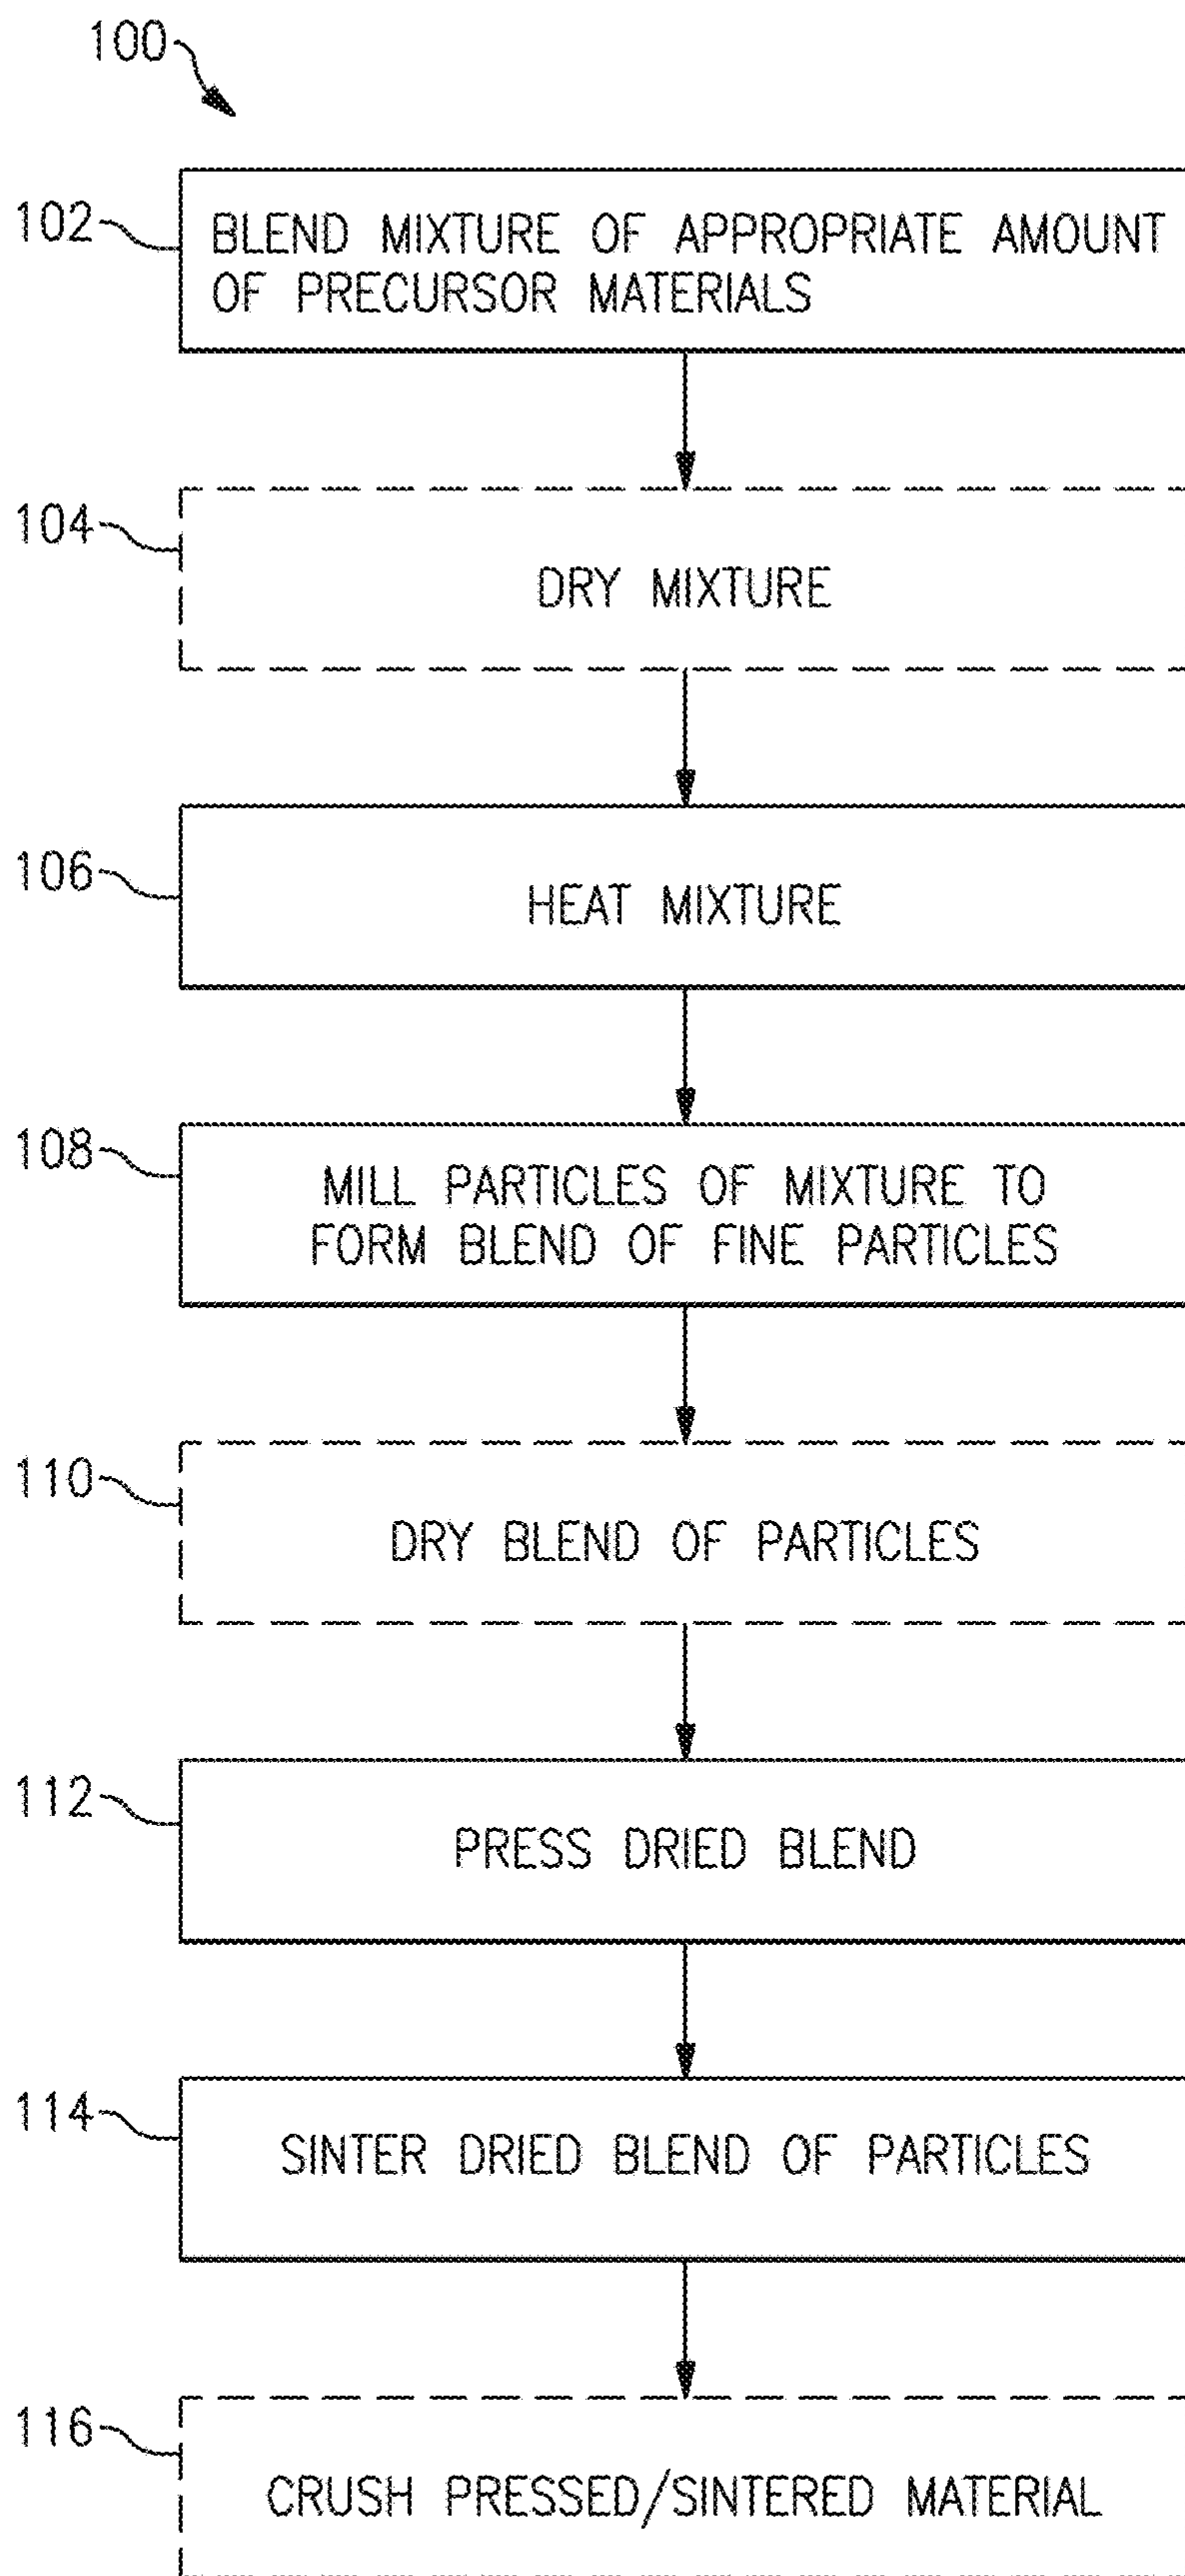 100
102
BLEND MIXTURE OF APPROPRIATE AMOUNT
OF PRECURSOR MATERIALS
104
DRY MIXTURE
106
HEAT MIXTURE
108
MILL PARTICLES OF MIXTURE TO
FORM BLEND OF FINE PARTICLES
110
DRY BLEND OF PARTICLES
112
PRESS DRIED BLEND
114
SINTER DRIED BLEND OF PARTICLES
116
CRUSH PRESSED/SINTERED MATERIAL